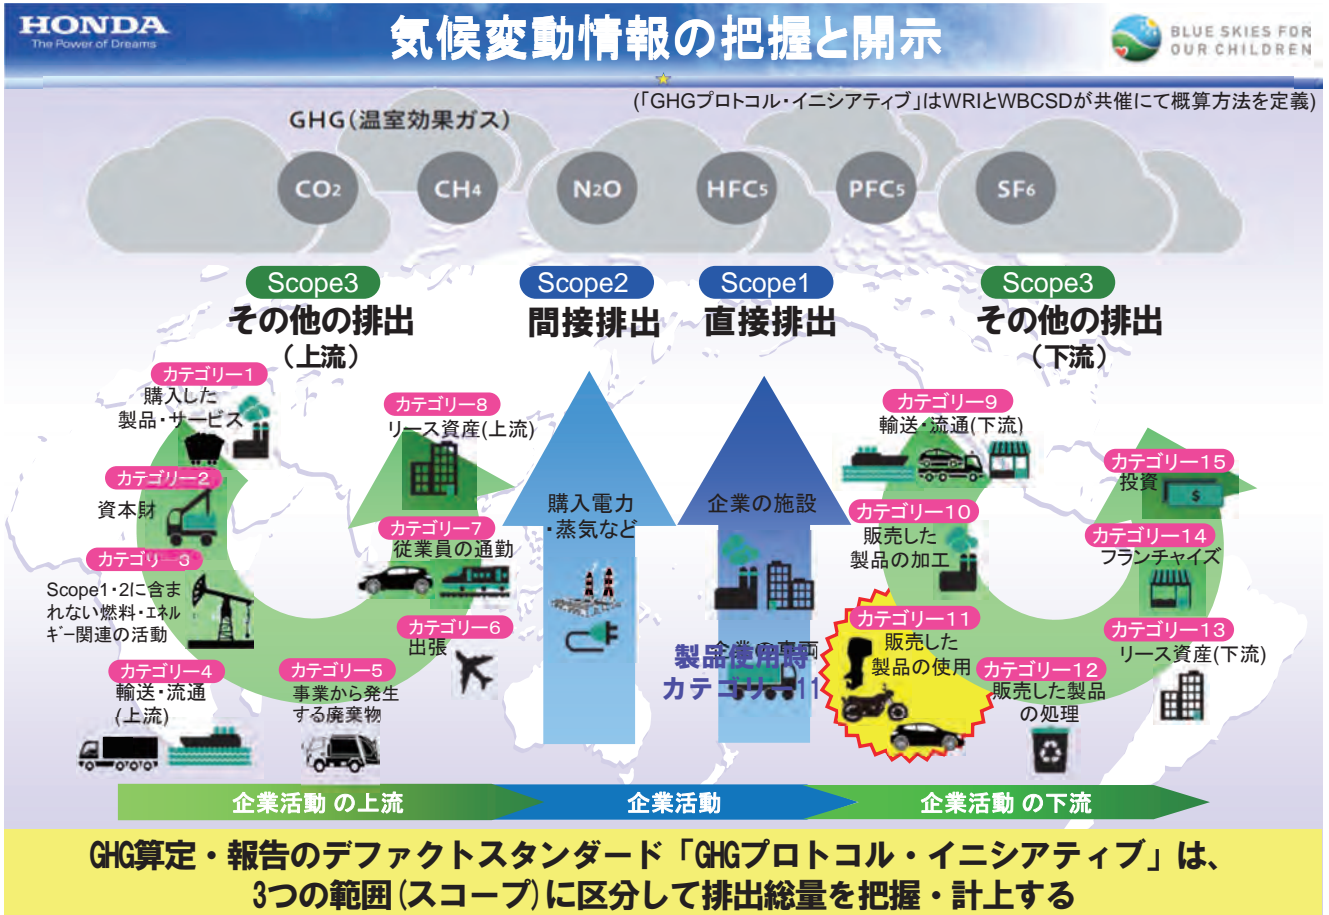 HONDA
The Power of Dreams
気候変動情報の把握と開示
BLUE SKIES FOR
OUR CHILDREN
(「GHGプロトコル・イニシアティブ」はWRIとWBCSDが共催にて概算方法を定義)
GHG(温室効果ガス)
CO2
CH4
N2O
HFC5
PFC5
SF6
Scope3
その他の排出
(上流)
Scope2
間接排出
Scope1
直接排出
Scope3
その他の排出
(下流)
カテゴリー1
購入した
製品・サービス
カテゴリー2
資本財
カテゴリー3
Scope1・2に含ま
れない燃料・エネル
ギー関連の活動
カテゴリー4
輸送・流通
(上流)
カテゴリー5
事業から発生
する廃棄物
カテゴリー6
出張
カテゴリー7
従業員の通勤
カテゴリー8
リース資産(上流)
購入電力
・蒸気など
企業の施設
企業の車両
製品使用時
カテゴリー11
カテゴリー9
輸送・流通(下流)
カテゴリー10
販売した
製品の加工
カテゴリー11
販売した
製品の使用
カテゴリー12
販売した製品
の処理
カテゴリー13
リース資産(下流)
カテゴリー14
フランチャイズ
カテゴリー15
投資
$
企業活動 の上流
企業活動
企業活動 の下流
GHG算定・報告のデファクトスタンダード「GHGプロトコル・イニシアティブ」は、
3つの範囲(スコープ)に区分して排出総量を把握・計上する